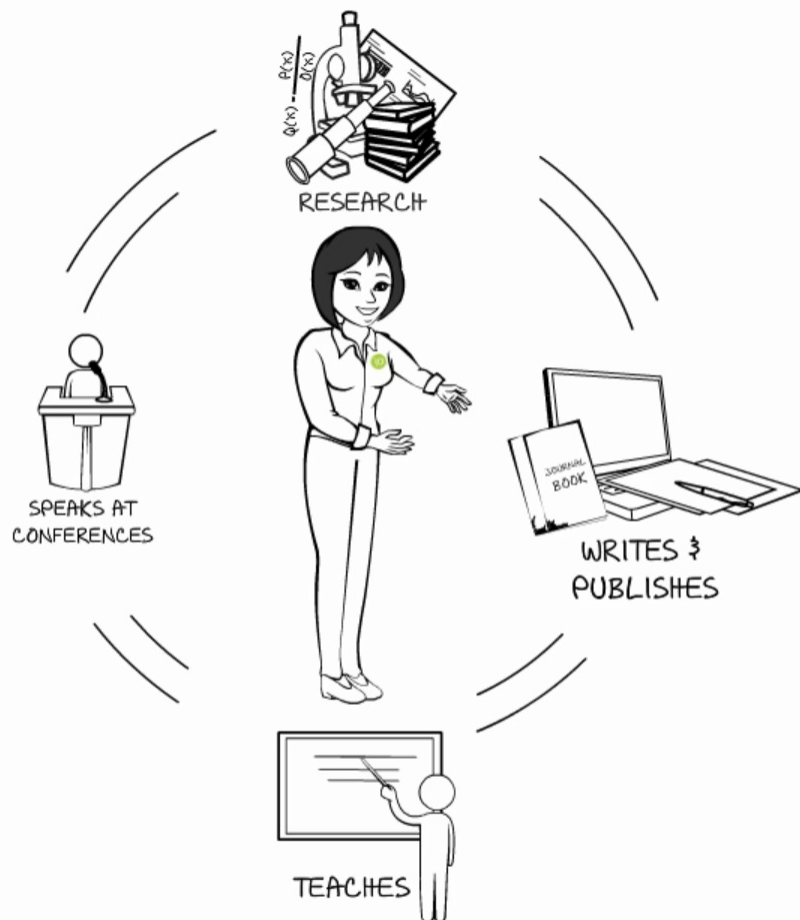 Q(x) - P(x)
D(x)
RESEARCH
SPEAKS AT
CONFERENCES
JOURNAL
BOOK
WRITES &
PUBLISHES
TEACHES